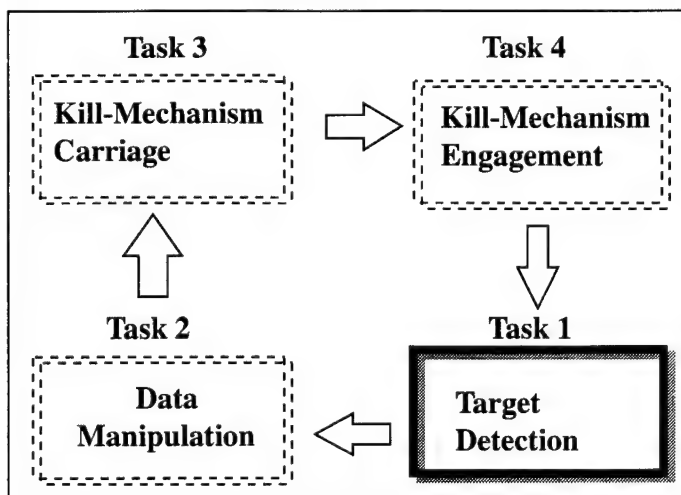 Task 3
Kill-Mechanism
Carriage
Task 4
Kill-Mechanism
Engagement
Task 2
Data
Manipulation
Task 1
Target
Detection